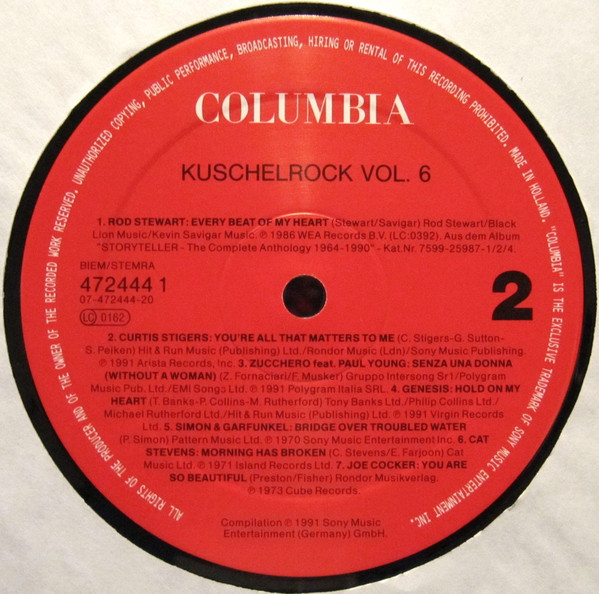 ALL RIGHTS OF THE PRODUCER AND OF THE OWNER OF THE RECORDED WORK RESERVED. UNAUTHORIZED COPYING, PUBLIC PERFORMANCE, BROADCASTING, HIRING OR RENTAL OF THIS RECORDING PROHIBITED. MADE IN HOLLAND. "COLUMBIA" IS THE EXCLUSIVE TRADEMARK OF SONY MUSIC ENTERTAINMENT INC.
COLUMBIA
KUSCHELROCK VOL. 6
1. ROD STEWART: EVERY BEAT OF MY HEART (Stewart/Savigar) Rod Stewart/Black
Lion Music/Kevin Savigar Music. ℗ 1986 WEA Records B.V. (LC:0392). Aus dem Album
"STORYTELLER - The Complete Anthology 1964-1990" - Kat.Nr. 7599-25987-1/2/4.
BIEM/STEMRA
472444 1
07-472444-20
LC 0162
2
2. CURTIS STIGERS: YOU'RE ALL THAT MATTERS TO ME (C. Stigers-G. Sutton-
S. Peiken) Hit & Run Music (Publishing) Ltd./Rondor Music (Ldn)/Sony Music Publishing.
℗ 1991 Arista Records, Inc. 3. ZUCCHERO feat. PAUL YOUNG: SENZA UNA DONNA
(WITHOUT A WOMAN) (Z. Fornaciari/F. Musker) Gruppo Intersong Sr1/Polygram
Music Pub. Ltd./EMI Song Ltd. ℗ 1991 Polygram Italia SRL 4. GENESIS: HOLD ON MY
HEART (T. Banks-P. Collins-M. Rutherford) Tony Banks Ltd./Philip Collins Ltd./
Michael Rutherford Ltd./Hit & Run Music (Publishing) Ltd. ℗ 1991 Virgin Records
Ltd. 5. SIMON & GARFUNKEL: BRIDGE OVER TROUBLED WATER
(P. Simon) Pattern Music Ltd. ℗ 1970 Sony Music Entertainment Inc. 6. CAT
STEVENS: MORNING HAS BROKEN (C. Stevens/E. Farjoon) Cat
Music Ltd. ℗ 1971 Island Records Ltd 7. JOE COCKER: YOU ARE
SO BEAUTIFUL (Preston/Fisher) Rondor Musikverlag.
℗ 1973 Cube Records.
Compilation ℗ 1991 Sony Music
Entertainment (Germany) GmbH.